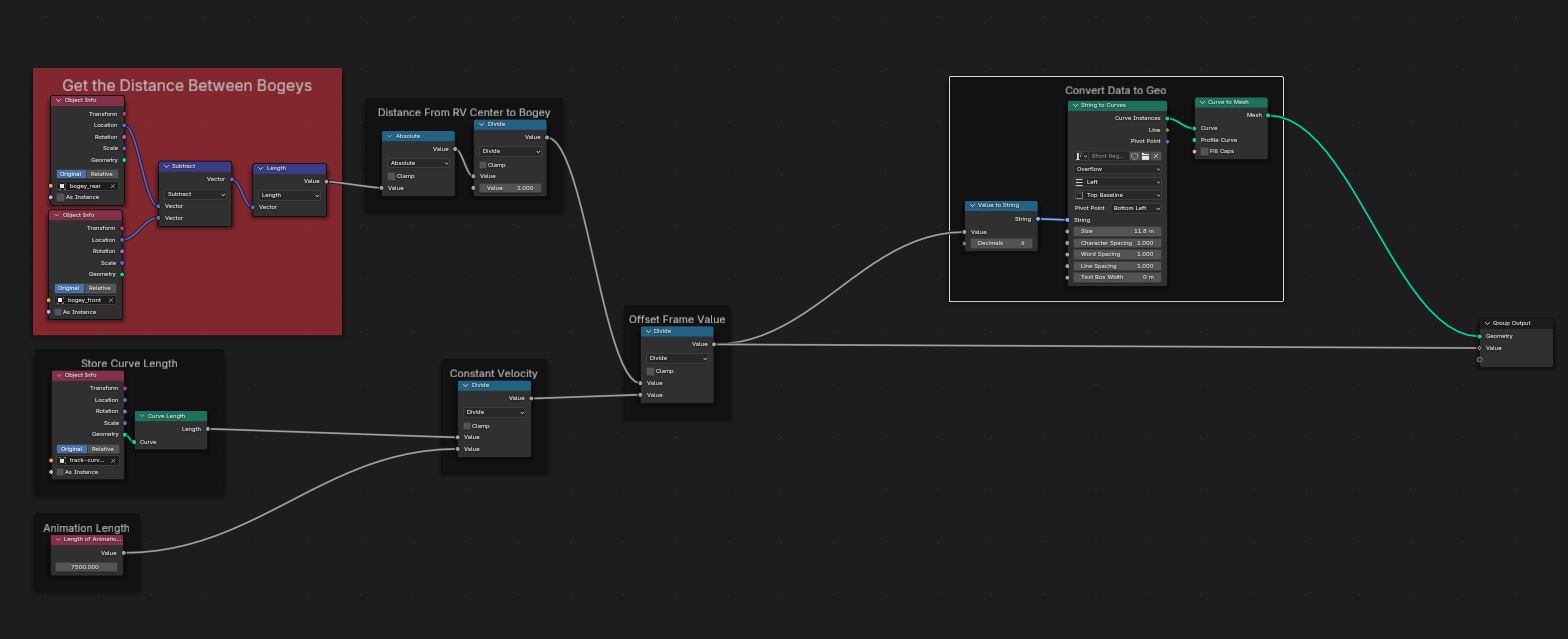 Get the Distance Between Bogeys
Object Info
Transform
Location
Rotation
Scale
Geometry
Original Relative
bogey_rear
As Instance
Object Info
Transform
Location
Rotation
Scale
Geometry
Original Relative
bogey_front
As Instance
Subtract
Vector
Subtract
Vector
Vector
Length
Value
Length
Vector
Distance From RV Center to Bogey
Absolute
Value
Absolute
Clamp
Value
Divide
Value
Divide
Clamp
Value
Value 2.000
Store Curve Length
Object Info
Transform
Location
Rotation
Scale
Geometry
Original Relative
track-curv...
As Instance
Curve Length
Length
Curve
Animation Length
Length of Animatio...
Value
7500.000
Constant Velocity
Divide
Value
Divide
Clamp
Value
Value
Offset Frame Value
Divide
Value
Divide
Clamp
Value
Value
Convert Data to Geo
Value to String
String
Value
Decimals 6
String to Curves
Curve Instances
Line
Pivot Point
Bfont Reg...
Overflow
Left
Top Baseline
Pivot Point Bottom Left
String
Size 11.8 m
Character Spacing 1.000
Word Spacing 1.000
Line Spacing 1.000
Text Box Width 0 m
Curve to Mesh
Mesh
Curve
Profile Curve
Fill Caps
Group Output
Geometry
Value